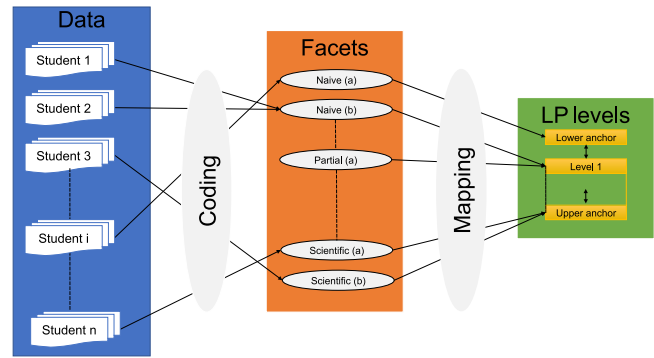 Data
Student 1
Student 2
Student 3
Student i
Student n
Coding
Facets
Naive (a)
Naive (b)
Partial (a)
Scientific (a)
Scientific (b)
Mapping
LP levels
Lower anchor
Level 1
Upper anchor